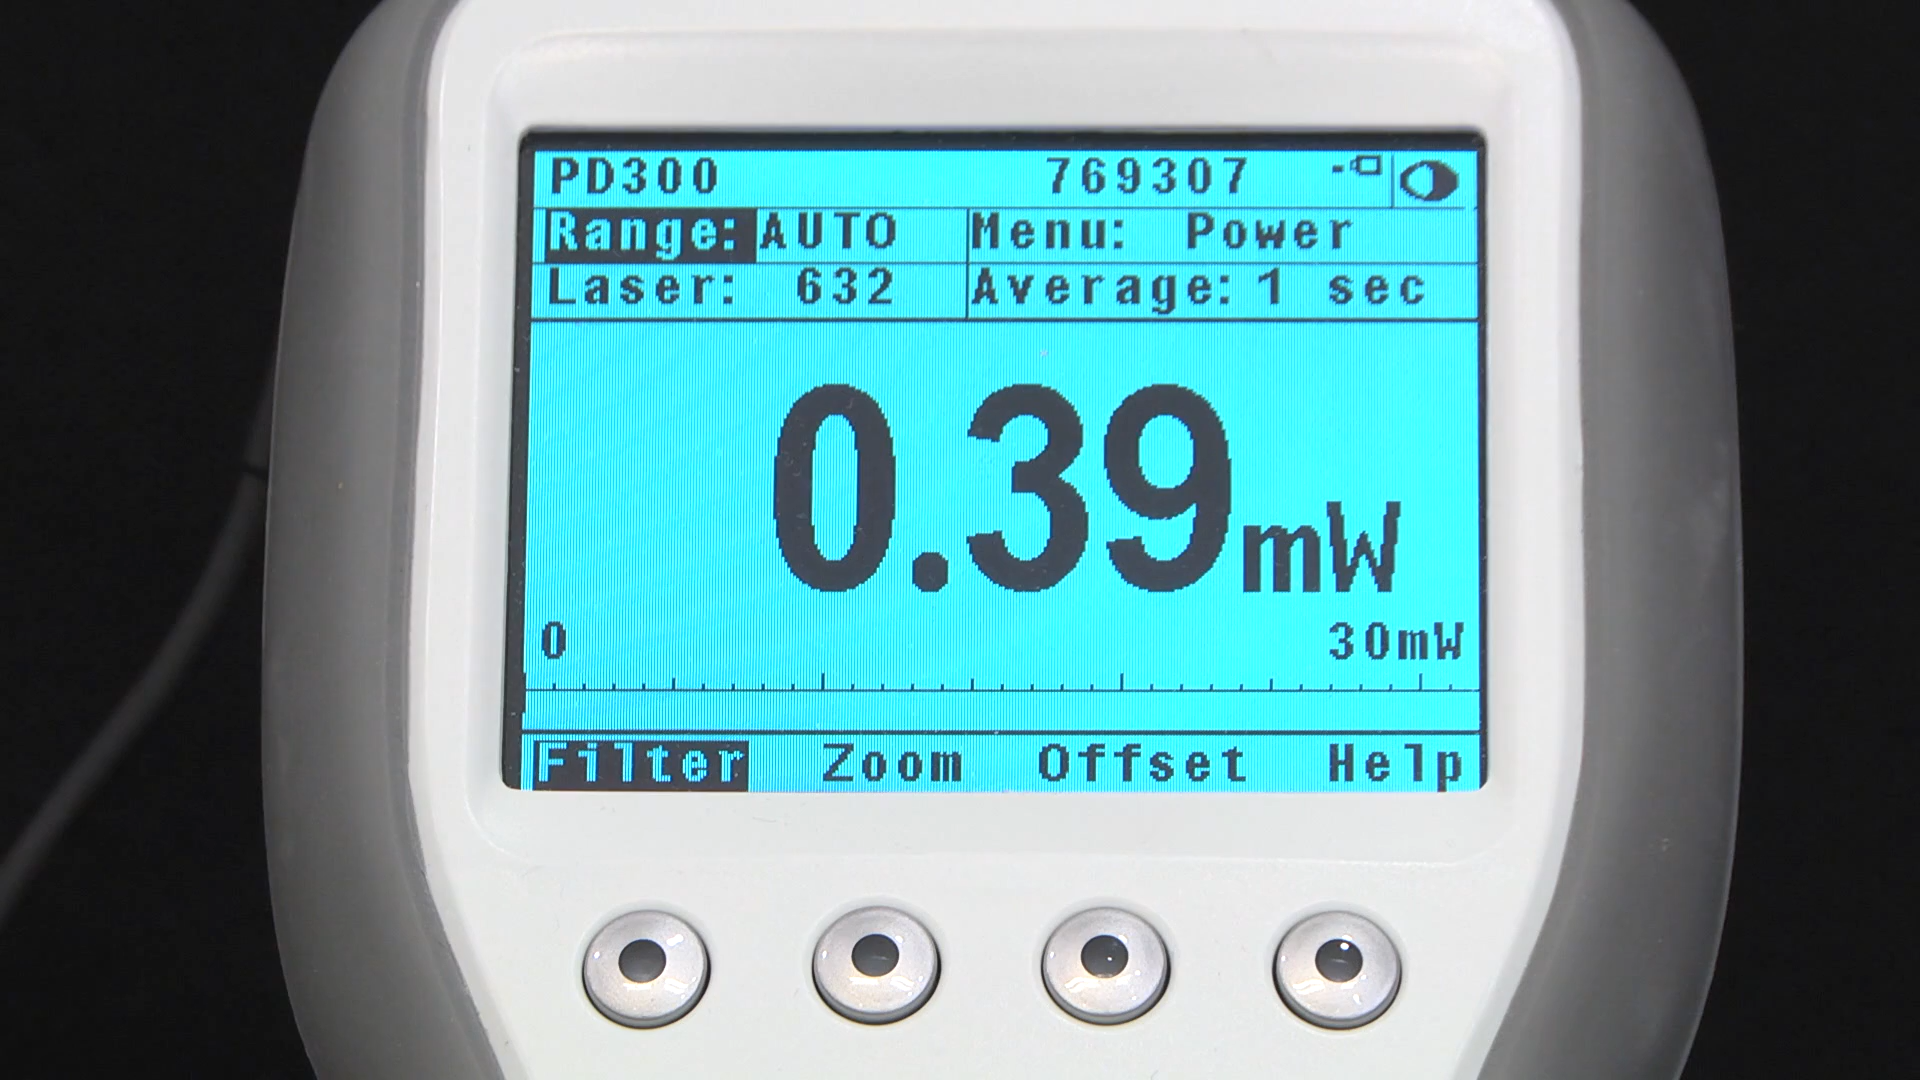 PD300 769307
Range: AUTO Menu: Power
Laser: 632 Average: 1 sec
0.39mW
0 30mW
Filter Zoom Offset Help